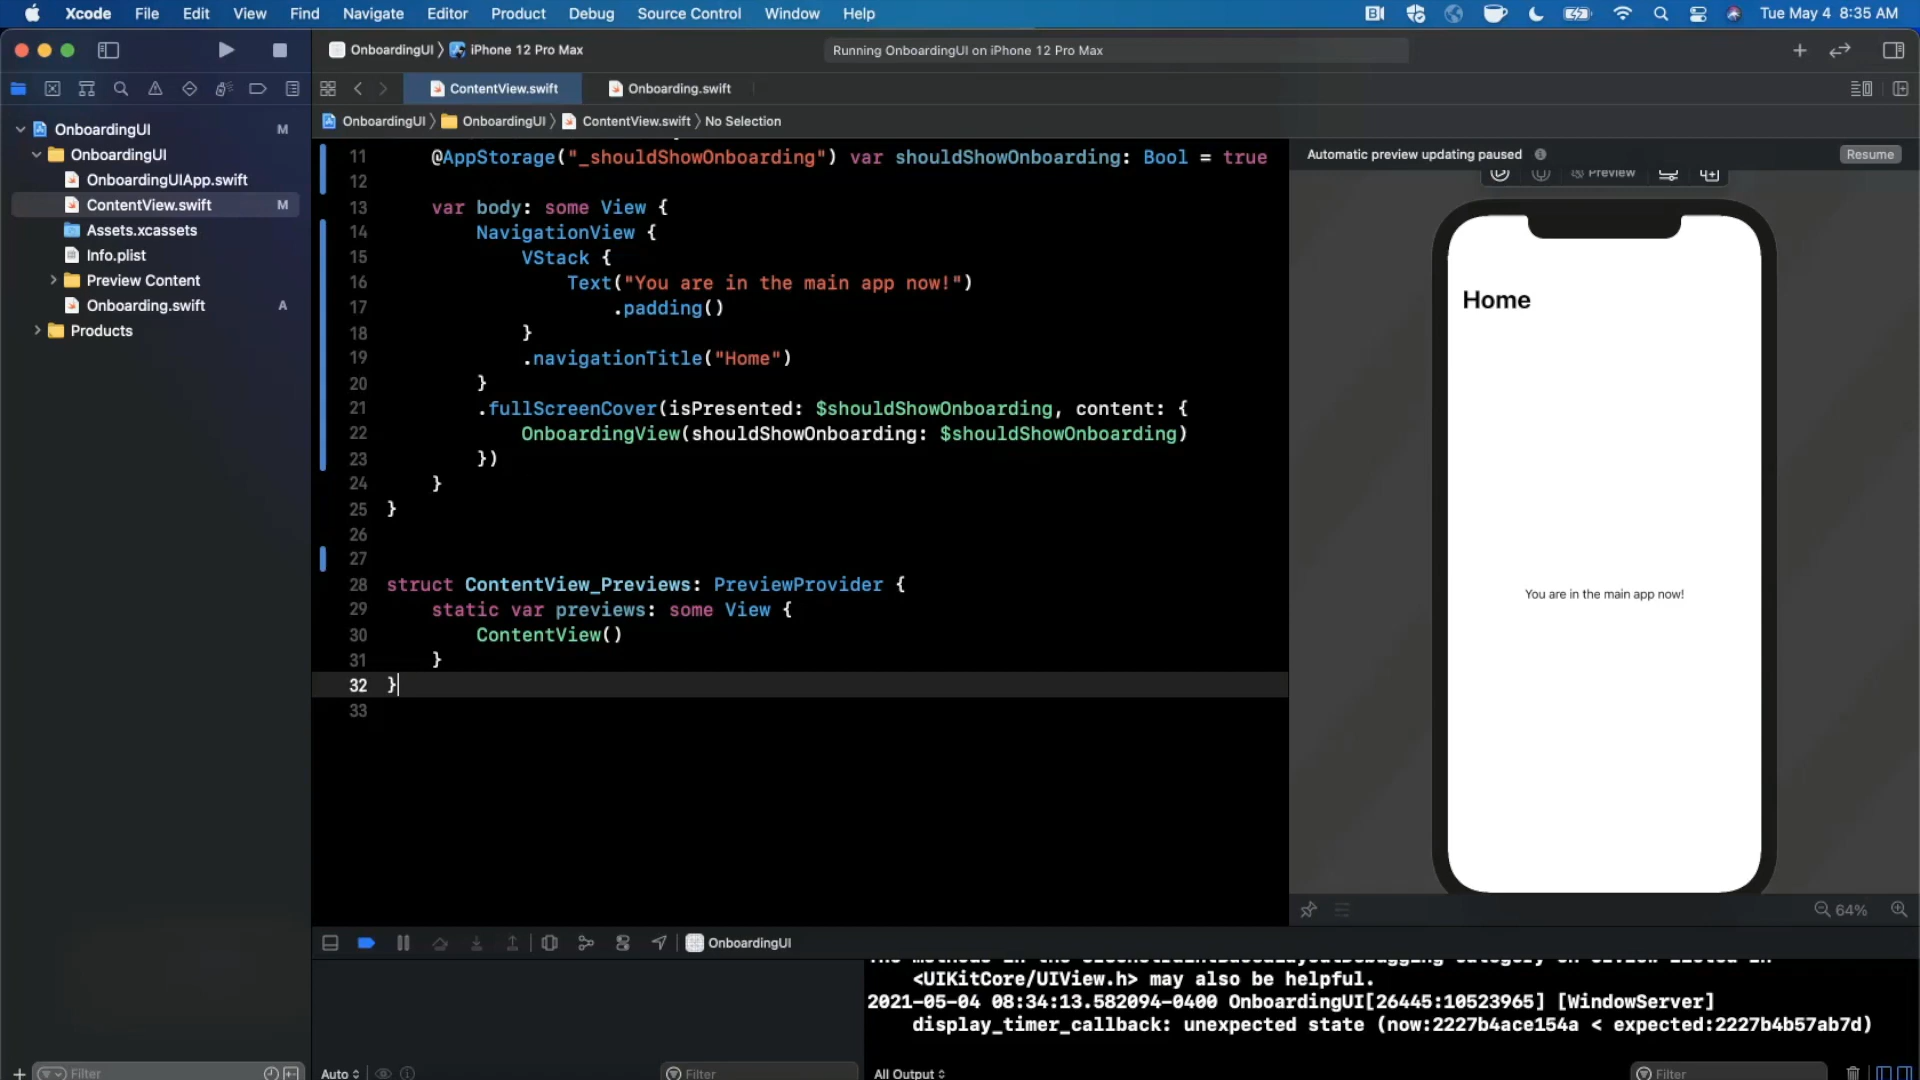 Xcode File Edit View Find Navigate Editor Product Debug Source Control Window Help Tue May 4 8:35 AM
OnboardingUI iPhone 12 Pro Max Running OnboardingUI on iPhone 12 Pro Max
ContentView.swift Onboarding.swift
OnboardingUI OnboardingUI ContentView.swift No Selection
OnboardingUI M
OnboardingUI
OnboardingUIApp.swift
ContentView.swift M
Assets.xcassets
Info.plist
Preview Content
Onboarding.swift A
Products
11 @AppStorage("_shouldShowOnboarding") var shouldShowOnboarding: Bool = true
12
13 var body: some View {
14 NavigationView {
15 VStack {
16 Text("You are in the main app now!")
17 .padding()
18 }
19 .navigationTitle("Home")
20 }
21 .fullScreenCover(isPresented: $shouldShowOnboarding, content: {
22 OnboardingView(shouldShowOnboarding: $shouldShowOnboarding)
23 })
24 }
25 }
26
27
28 struct ContentView_Previews: PreviewProvider {
29 static var previews: some View {
30 ContentView()
31 }
32 }
33
Automatic preview updating paused Resume
Preview
Home
You are in the main app now!
64%
OnboardingUI
<UIKitCore/UIView.h> may also be helpful.
2021-05-04 08:34:13.582094-0400 OnboardingUI[26445:10523965] [WindowServer]
display_timer_callback: unexpected state (now:2227b4ace154a < expected:2227b4b57ab7d)
Filter Auto Filter All Output Filter